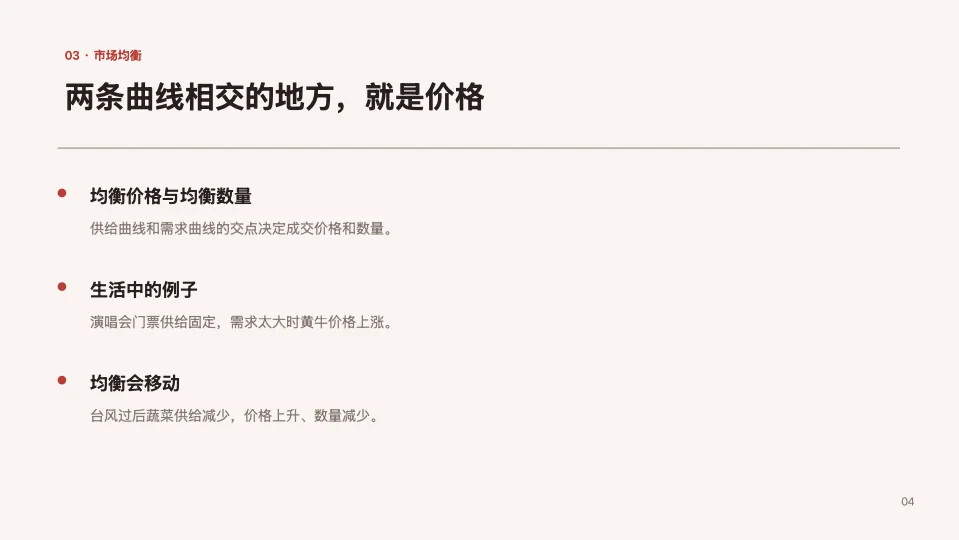 03 · 市场均衡
两条曲线相交的地方，就是价格
均衡价格与均衡数量
供给曲线和需求曲线的交点决定成交价格和数量。
生活中的例子
演唱会门票供给固定，需求太大时黄牛价格上涨。
均衡会移动
台风过后蔬菜供给减少，价格上升、数量减少。
04